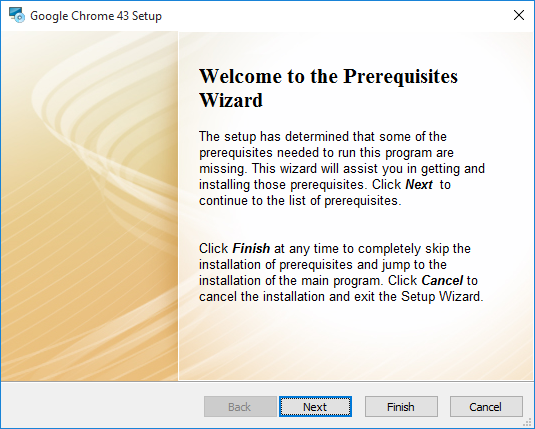 Google Chrome 43 Setup
Welcome to the Prerequisites
Wizard
The setup has determined that some of the
prerequisites needed to run this program are
missing. This wizard will assist you in getting and
installing those prerequisites. Click Next to
continue to the list of prerequisites.
Click Finish at any time to completely skip the
installation of prerequisites and jump to the
installation of the main program. Click Cancel to
cancel the installation and exit the Setup Wizard.
Back Next Finish Cancel